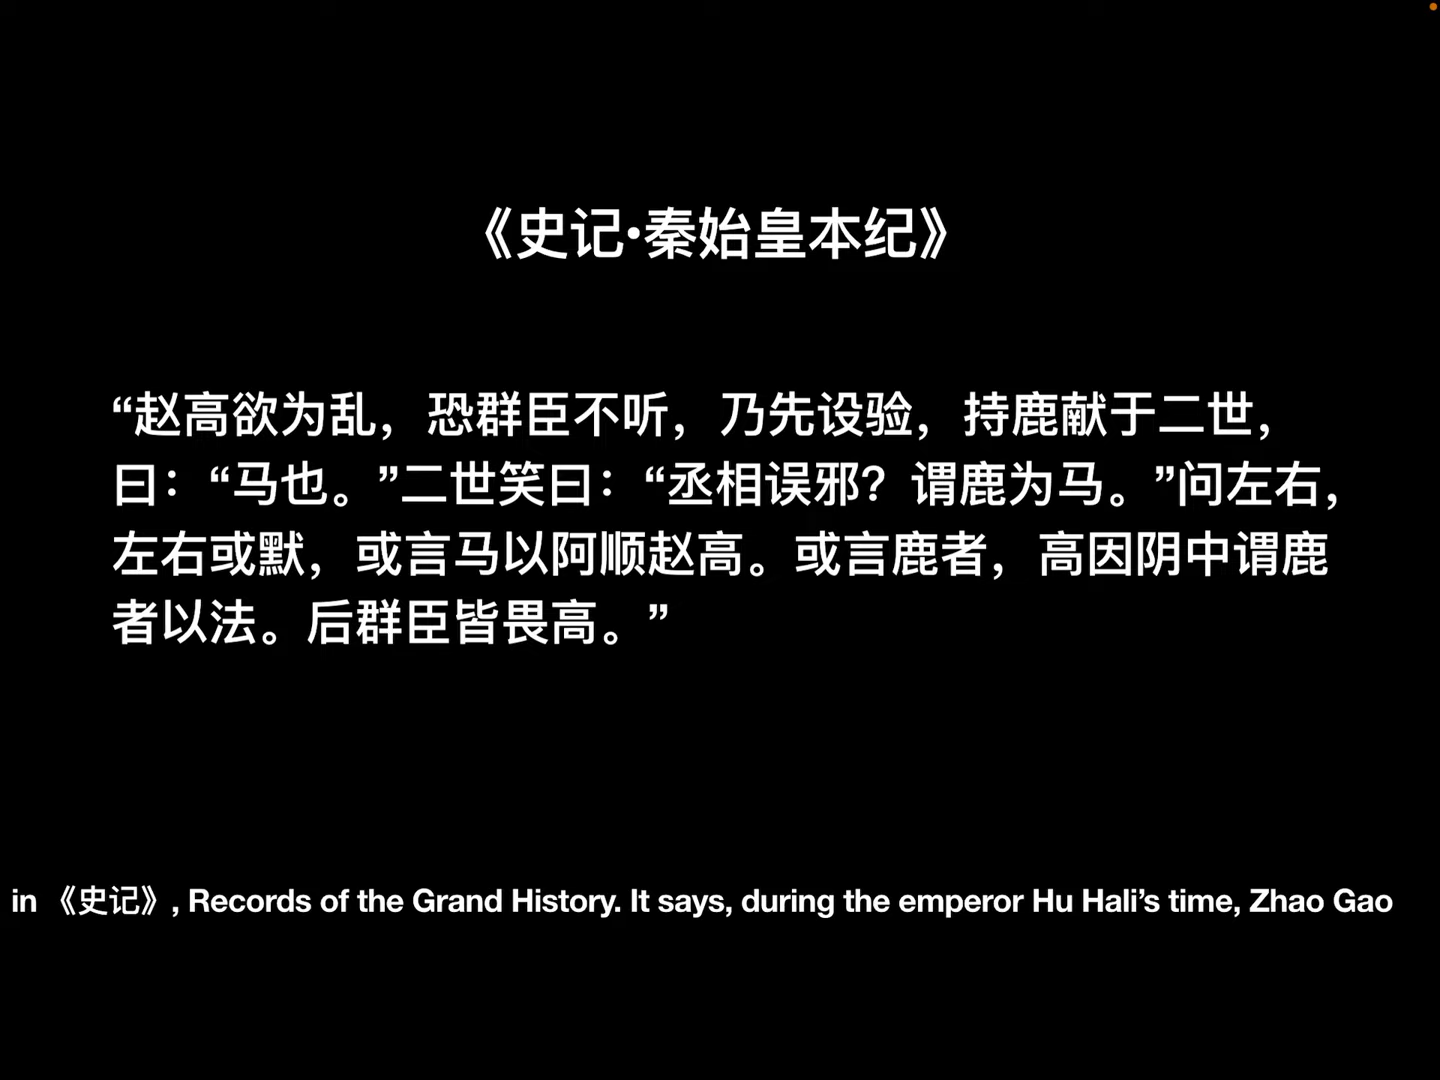 《史记·秦始皇本纪》
“赵高欲为乱，恐群臣不听，乃先设验，持鹿献于二世，
曰：“马也。”二世笑曰：“丞相误邪？谓鹿为马。”问左右，
左右或默，或言马以阿顺赵高。或言鹿者，高因阴中谓鹿
者以法。后群臣皆畏高。”
in 《史记》, Records of the Grand History. It says, during the emperor Hu Hali’s time, Zhao Gao